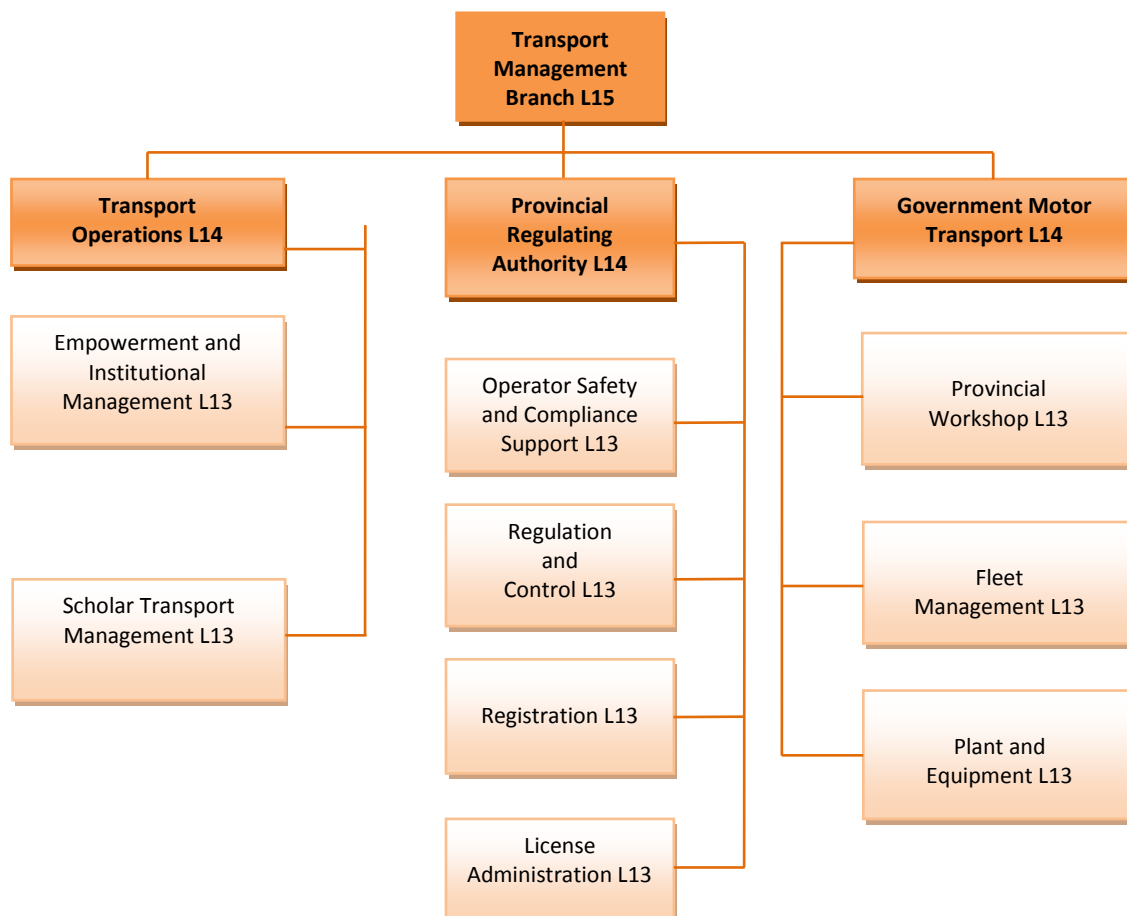 Transport
Management
Branch L15
Transport
Operations L14
Provincial
Regulating
Authority L14
Government Motor
Transport L14
Empowerment and
Institutional
Management L13
Scholar Transport
Management L13
Operator Safety
and Compliance
Support L13
Regulation
and
Control L13
Registration L13
License
Administration L13
Provincial
Workshop L13
Fleet
Management L13
Plant and
Equipment L13